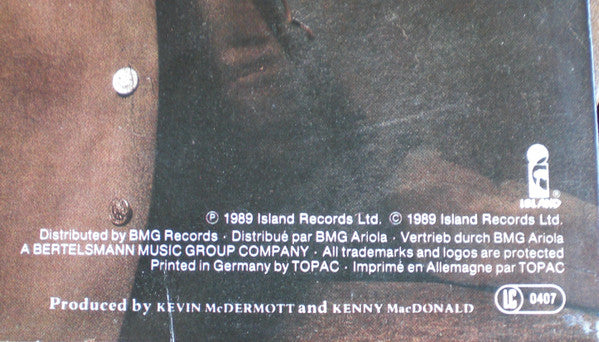 ISLAND®
℗ 1989 Island Records Ltd. © 1989 Island Records Ltd.
Distributed by BMG Records · Distribué par BMG Ariola · Vertrieb durch BMG Ariola
A BERTELSMANN MUSIC GROUP COMPANY · All trademarks and logos are protected
Printed in Germany by TOPAC · Imprimé en Allemagne par TOPAC
LC 0407
Produced by KEVIN McDERMOTT and KENNY MacDONALD